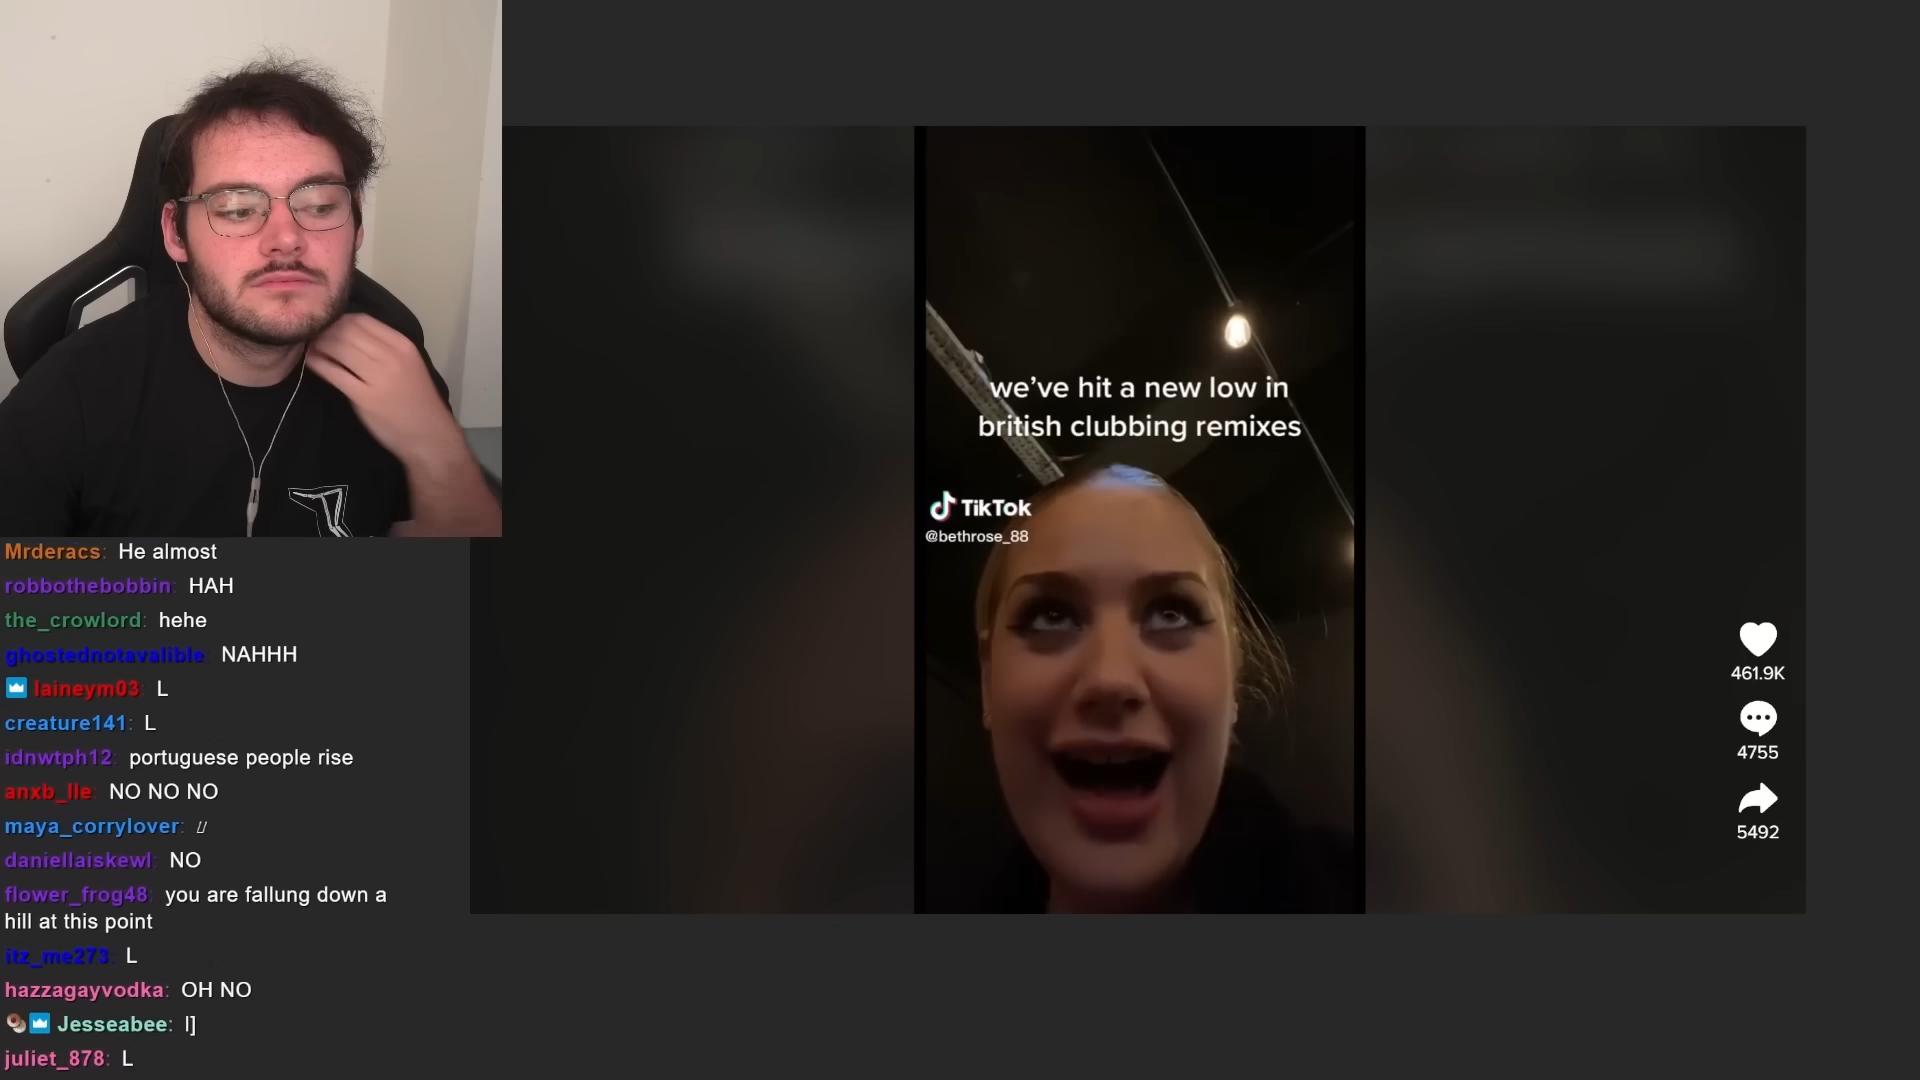 we've hit a new low in
british clubbing remixes
TikTok
@bethrose_88
461.9K
4755
5492
Mrderacs: He almost
robbothebobbin: HAH
the_crowlord: hehe
ghostednotavalible: NAHHH
laineym03: L
creature141: L
idnwtph12: portuguese people rise
anxb_lle: NO NO NO
maya_corrylover:
daniellaiskewl: NO
flower_frog48: you are fallung down a
hill at this point
itz_me273: L
hazzagayvodka: OH NO
Jesseabee: l]
juliet_878: L